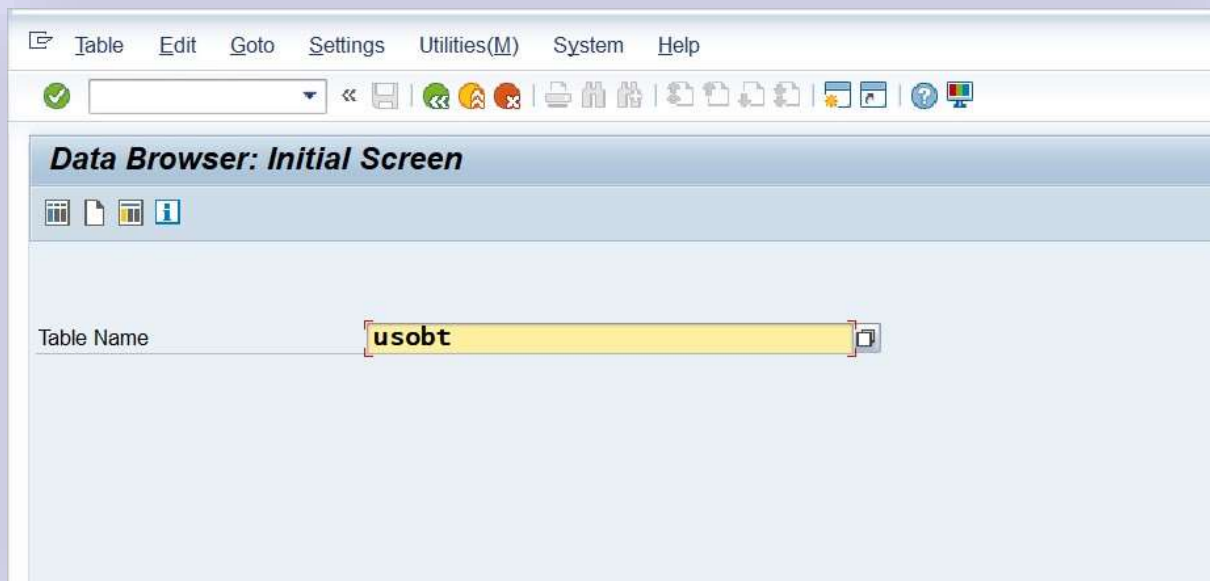 Table Edit Goto Settings Utilities(M) System Help
Data Browser: Initial Screen
Table Name usobt